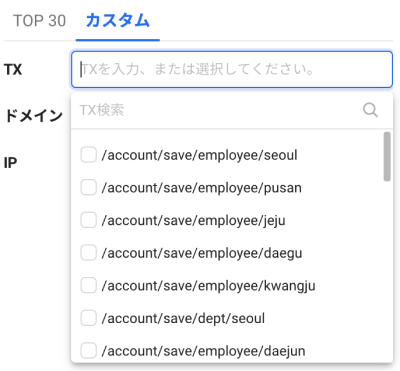 TOP 30 カスタム
TX TXを入力、または選択してください。
ドメイン TX検索
/account/save/employee/seoul
IP
/account/save/employee/pusan
/account/save/employee/jeju
/account/save/employee/daegu
/account/save/employee/kwangju
/account/save/dept/seoul
/account/save/employee/daejun